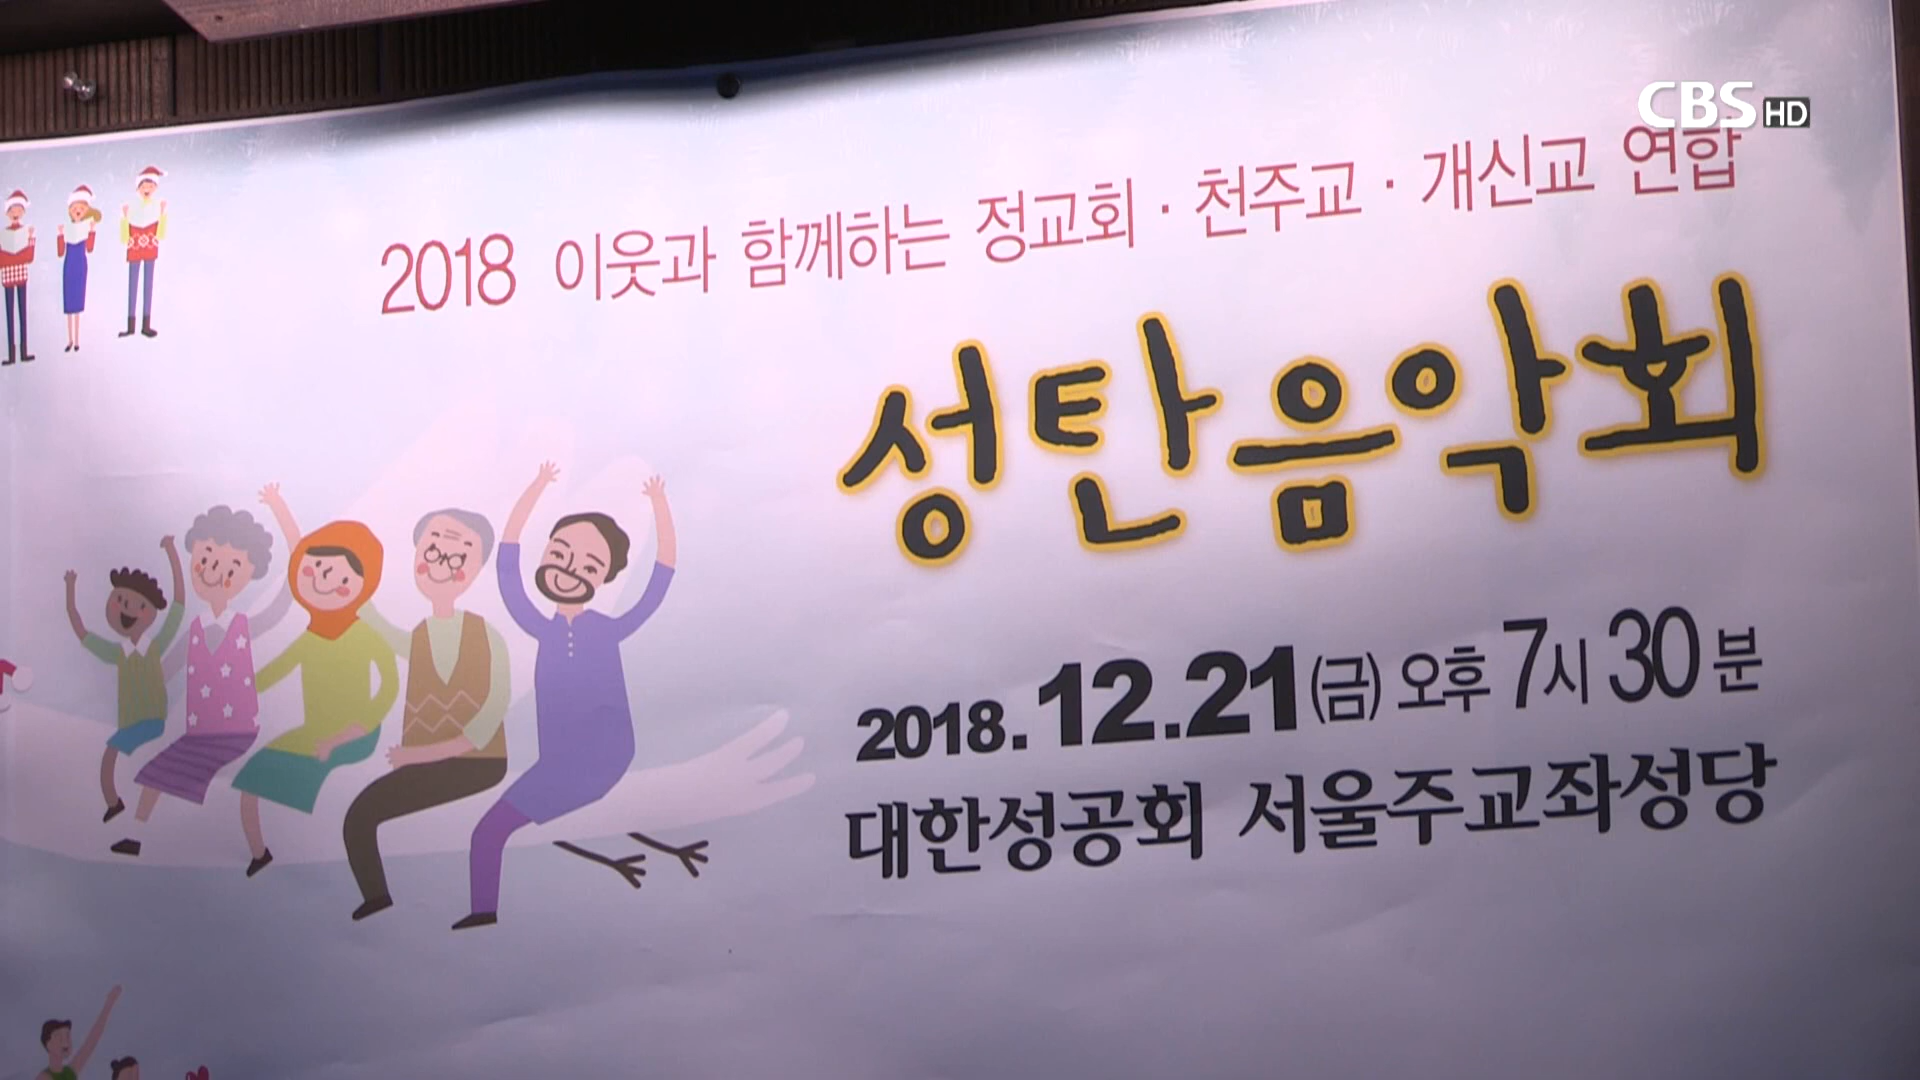 CBS HD
2018 이웃과 함께하는 정교회 · 천주교 · 개신교 연합
성탄음악회
2018. 12.21 (금) 오후 7시 30분
대한성공회 서울주교좌성당